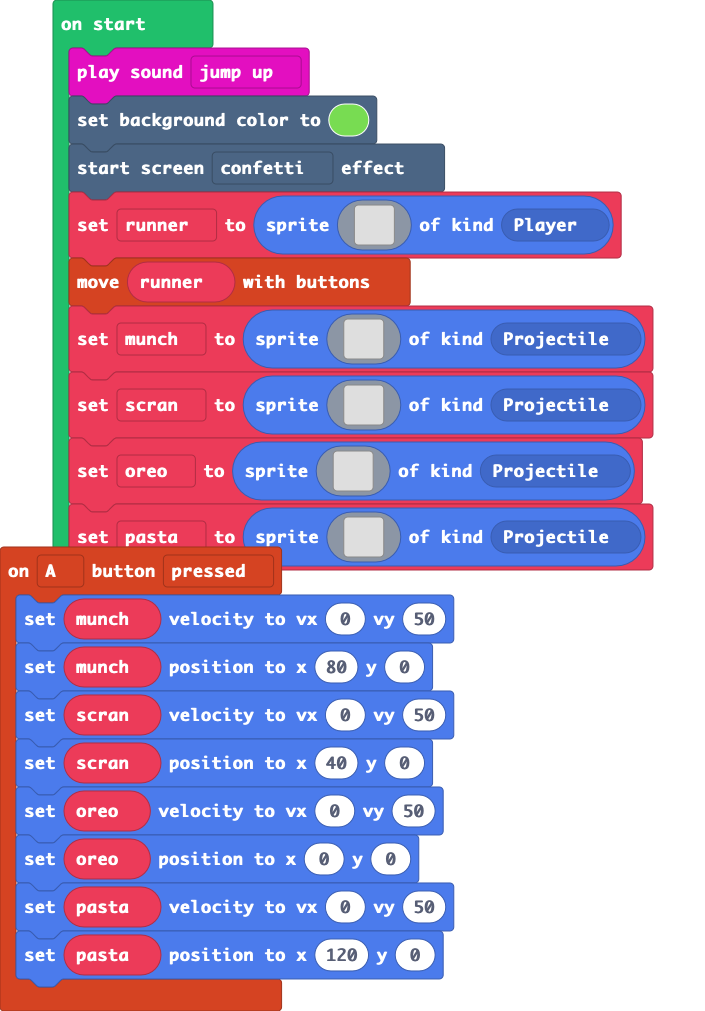 on start
play sound jump up
set background color to
start screen confetti effect
set runner to sprite of kind Player
move runner with buttons
set munch to sprite of kind Projectile
set scran to sprite of kind Projectile
set oreo to sprite of kind Projectile
set pasta to sprite of kind Projectile
on A button pressed
set munch velocity to vx 0 vy 50
set munch position to x 80 y 0
set scran velocity to vx 0 vy 50
set scran position to x 40 y 0
set oreo velocity to vx 0 vy 50
set oreo position to x 0 y 0
set pasta velocity to vx 0 vy 50
set pasta position to x 120 y 0